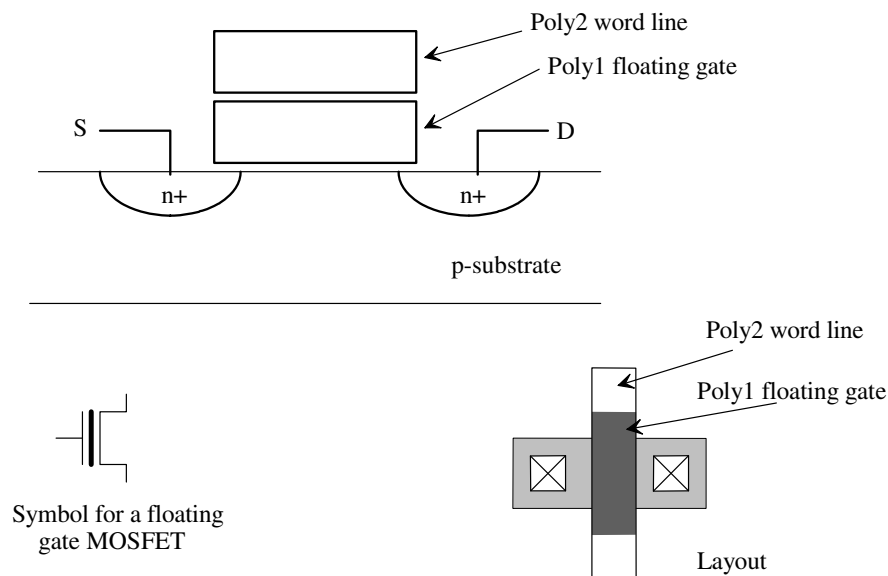 Poly2 word line
Poly1 floating gate
S
D
n+
n+
p-substrate
Poly2 word line
Poly1 floating gate
Symbol for a floating
gate MOSFET
Layout